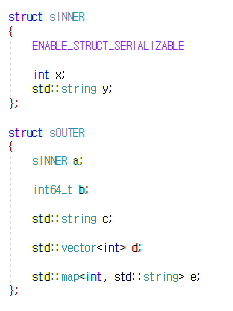 struct sINNER
{
ENABLE_STRUCT_SERIALIZABLE
int x;
std::string y;
};
struct sOUTER
{
sINNER a;
int64_t b;
std::string c;
std::vector<int> d;
std::map<int, std::string> e;
};